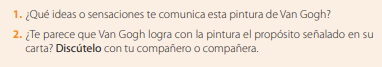 1. ¿Qué ideas o sensaciones te comunica esta pintura de Van Gogh?
2. ¿Te parece que Van Gogh logra con la pintura el propósito señalado en su
carta? Discútelo con tu compañero o compañera.